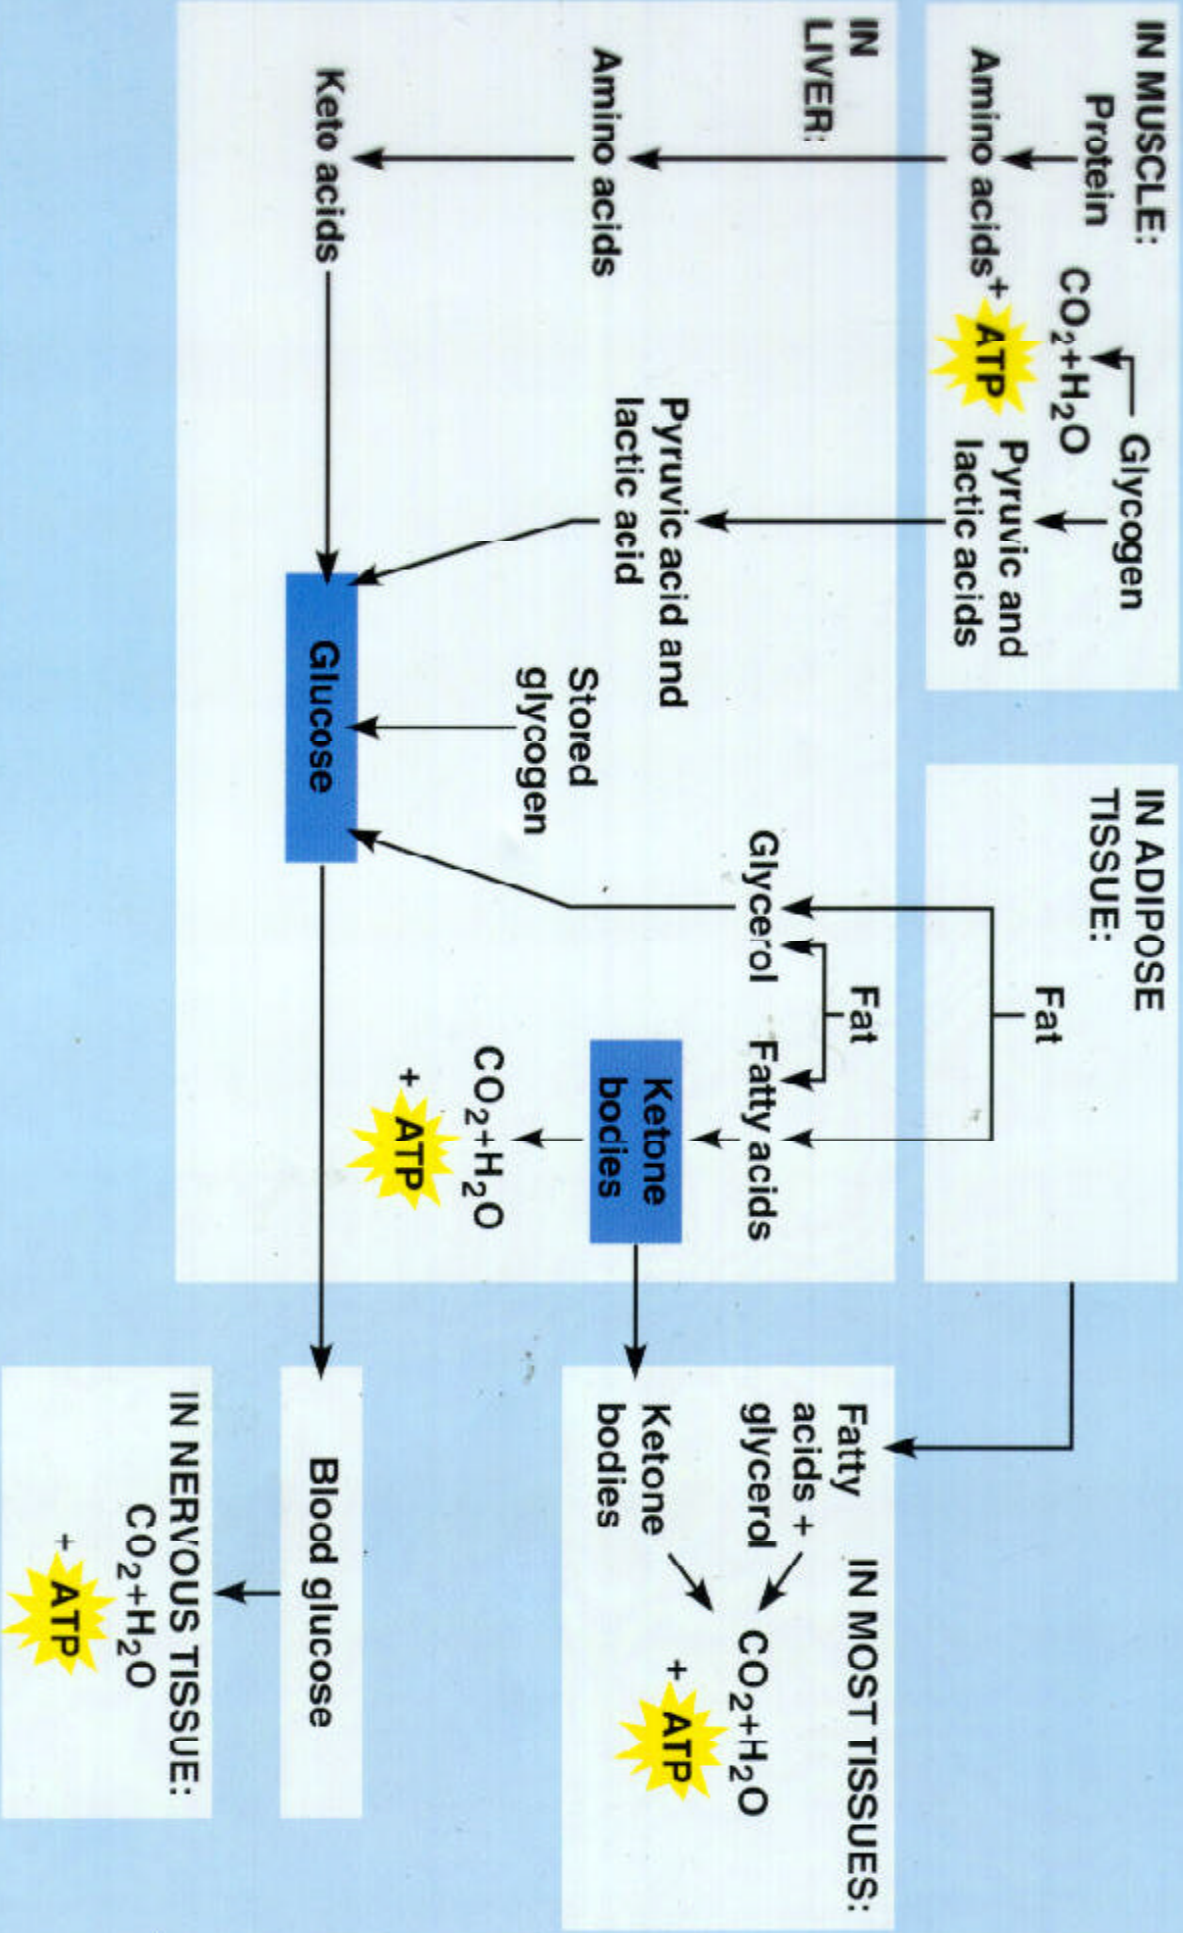 IN MUSCLE:
Protein
Glycogen
CO₂+H₂O
Amino acids
+
ATP
Pyruvic and
lactic acids
IN ADIPOSE
TISSUE:
Fat
IN
LIVER:
Amino acids
Keto acids
Pyruvic acid and
lactic acid
Stored
glycogen
Glucose
Fat
Glycerol
Fatty acids
Ketone
bodies
CO₂+H₂O
+ ATP
IN MOST TISSUES:
Fatty
acids +
glycerol
Ketone
bodies
CO₂+H₂O
+ ATP
Blood glucose
IN NERVOUS TISSUE:
CO₂+H₂O
+ ATP